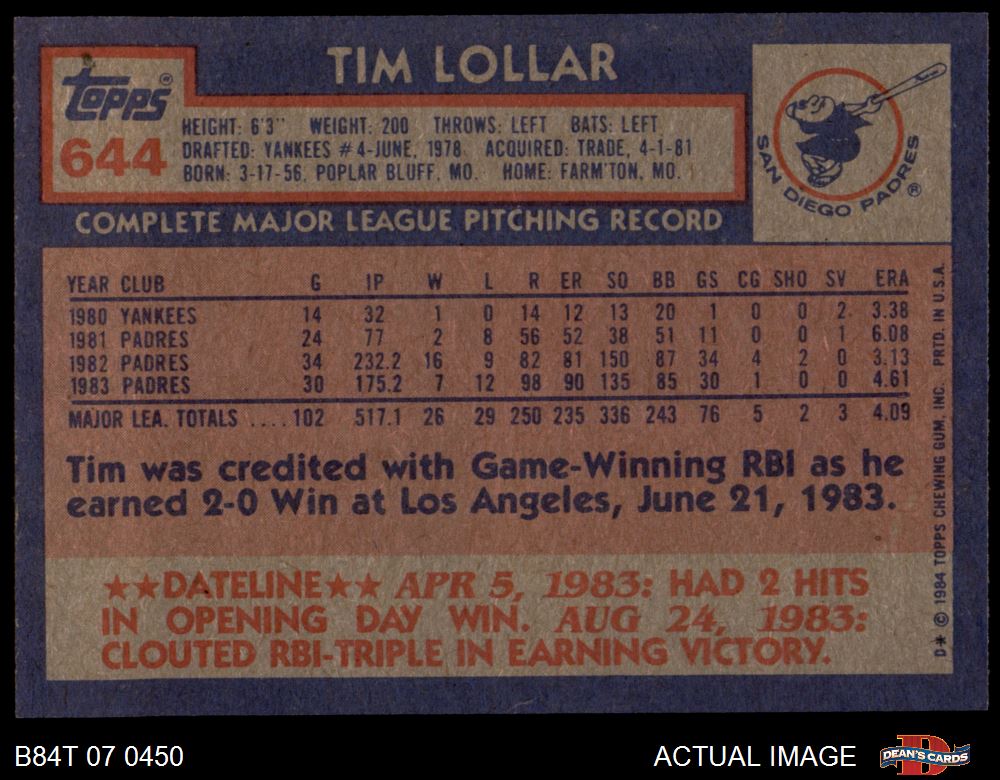 TIM LOLLAR
Topps®
644
HEIGHT: 6'3" WEIGHT: 200 THROWS: LEFT BATS: LEFT
DRAFTED: YANKEES #4-JUNE, 1978 ACQUIRED: TRADE, 4-1-81
BORN: 3-17-56, POPLAR BLUFF, MO. HOME: FARM'TON, MO.
SAN DIEGO PADRES ®
COMPLETE MAJOR LEAGUE PITCHING RECORD
YEAR CLUB G IP W L R ER SO BB GS CG SHO SV ERA
1980 YANKEES 14 32 1 0 14 12 13 20 1 0 0 2 3.38
1981 PADRES 24 77 2 8 56 52 38 51 11 0 0 1 6.08
1982 PADRES 34 232.2 16 9 82 81 150 87 34 4 2 0 3.13
1983 PADRES 30 175.2 7 12 98 90 135 85 30 1 0 0 4.61
MAJOR LEA. TOTALS ....102 517.1 26 29 250 235 336 243 76 5 2 3 4.09
Tim was credited with Game-Winning RBI as he
earned 2-0 Win at Los Angeles, June 21, 1983.
★★DATELINE★★ APR 5, 1983: HAD 2 HITS
IN OPENING DAY WIN. AUG 24, 1983:
CLOUTED RBI-TRIPLE IN EARNING VICTORY.
D✶ © 1984 TOPPS CHEWING GUM, INC. PRTD. IN U.S.A.
B84T 07 0450
ACTUAL IMAGE
D
DEAN'S CARDS